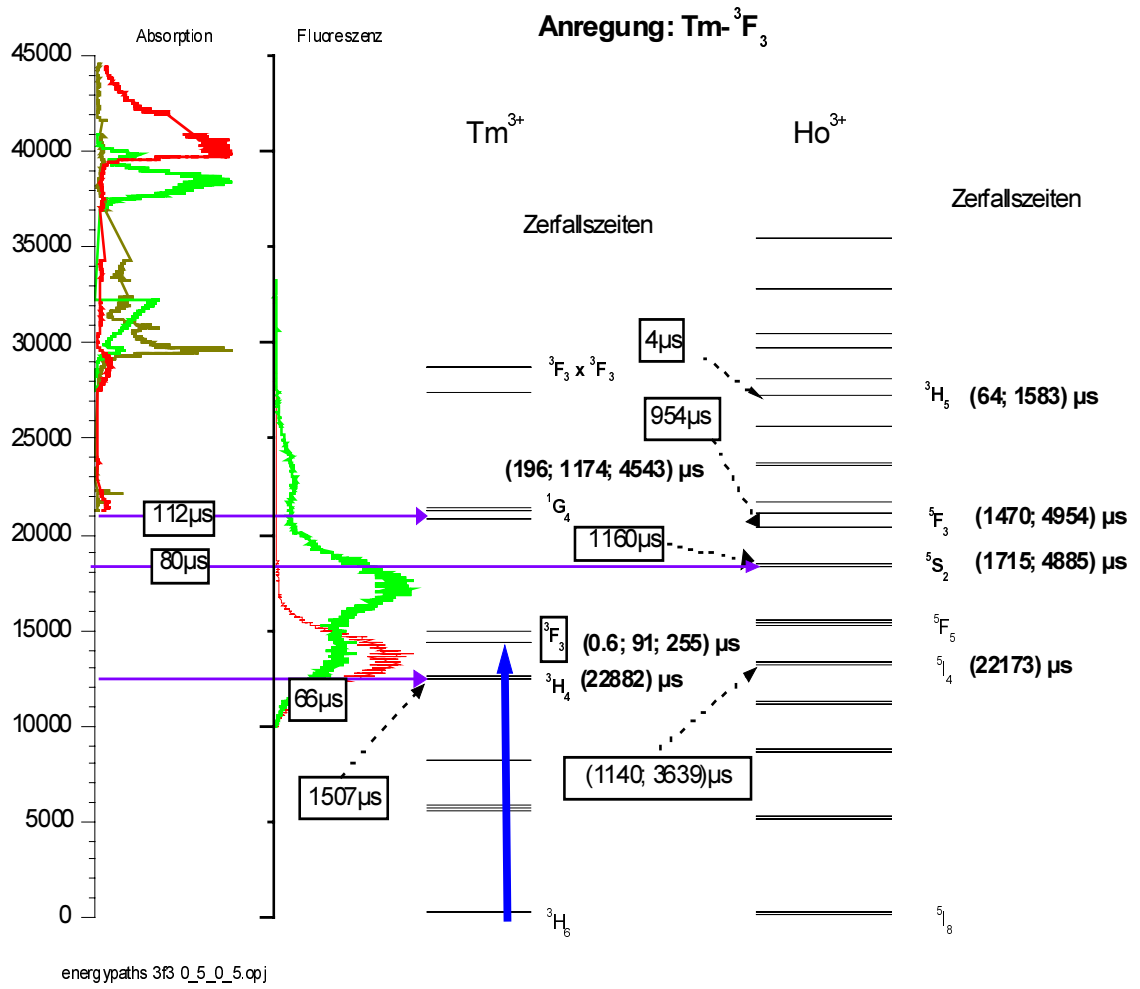 Anregung: Tm-³F₃
Absorption
Fluoreszenz
45000
40000
35000
30000
25000
20000
15000
10000
5000
0
Tm³⁺
Ho³⁺
Zerfallszeiten
Zerfallszeiten
³F₃ x ³F₃
4µs
³H₅ (64; 1583) µs
954µs
(196; 1174; 4543) µs
¹G₄
112µs
⁵F₃ (1470; 4954) µs
1160µs
80µs
⁵S₂ (1715; 4885) µs
³F₃ (0.6; 91; 255) µs
⁵F₅
³H₄ (22882) µs
⁵I₄ (22173) µs
66µs
1507µs
(1140; 3639)µs
³H₆
⁵I₈
energypaths 3f3 0_5_0_5.opj